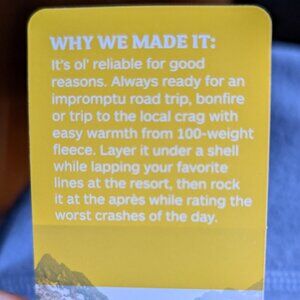 WHY WE MADE IT:
It's ol' reliable for good
reasons. Always ready for an
impromptu road trip, bonfire
or trip to the local crag with
easy warmth from 100-weight
fleece. Layer it under a shell
while lapping your favorite
lines at the resort, then rock
it at the après while rating the
worst crashes of the day.